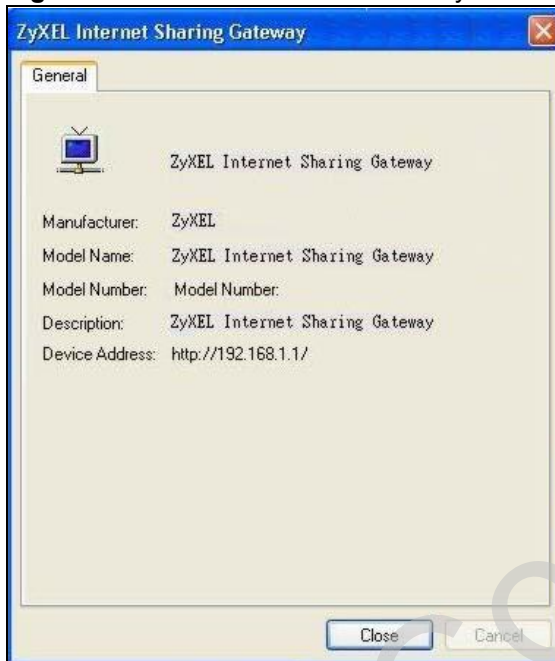 ZyXEL Internet Sharing Gateway
General
ZyXEL Internet Sharing Gateway
Manufacturer: ZyXEL
Model Name: ZyXEL Internet Sharing Gateway
Model Number: Model Number:
Description: ZyXEL Internet Sharing Gateway
Device Address: http://192.168.1.1/
Close Cancel